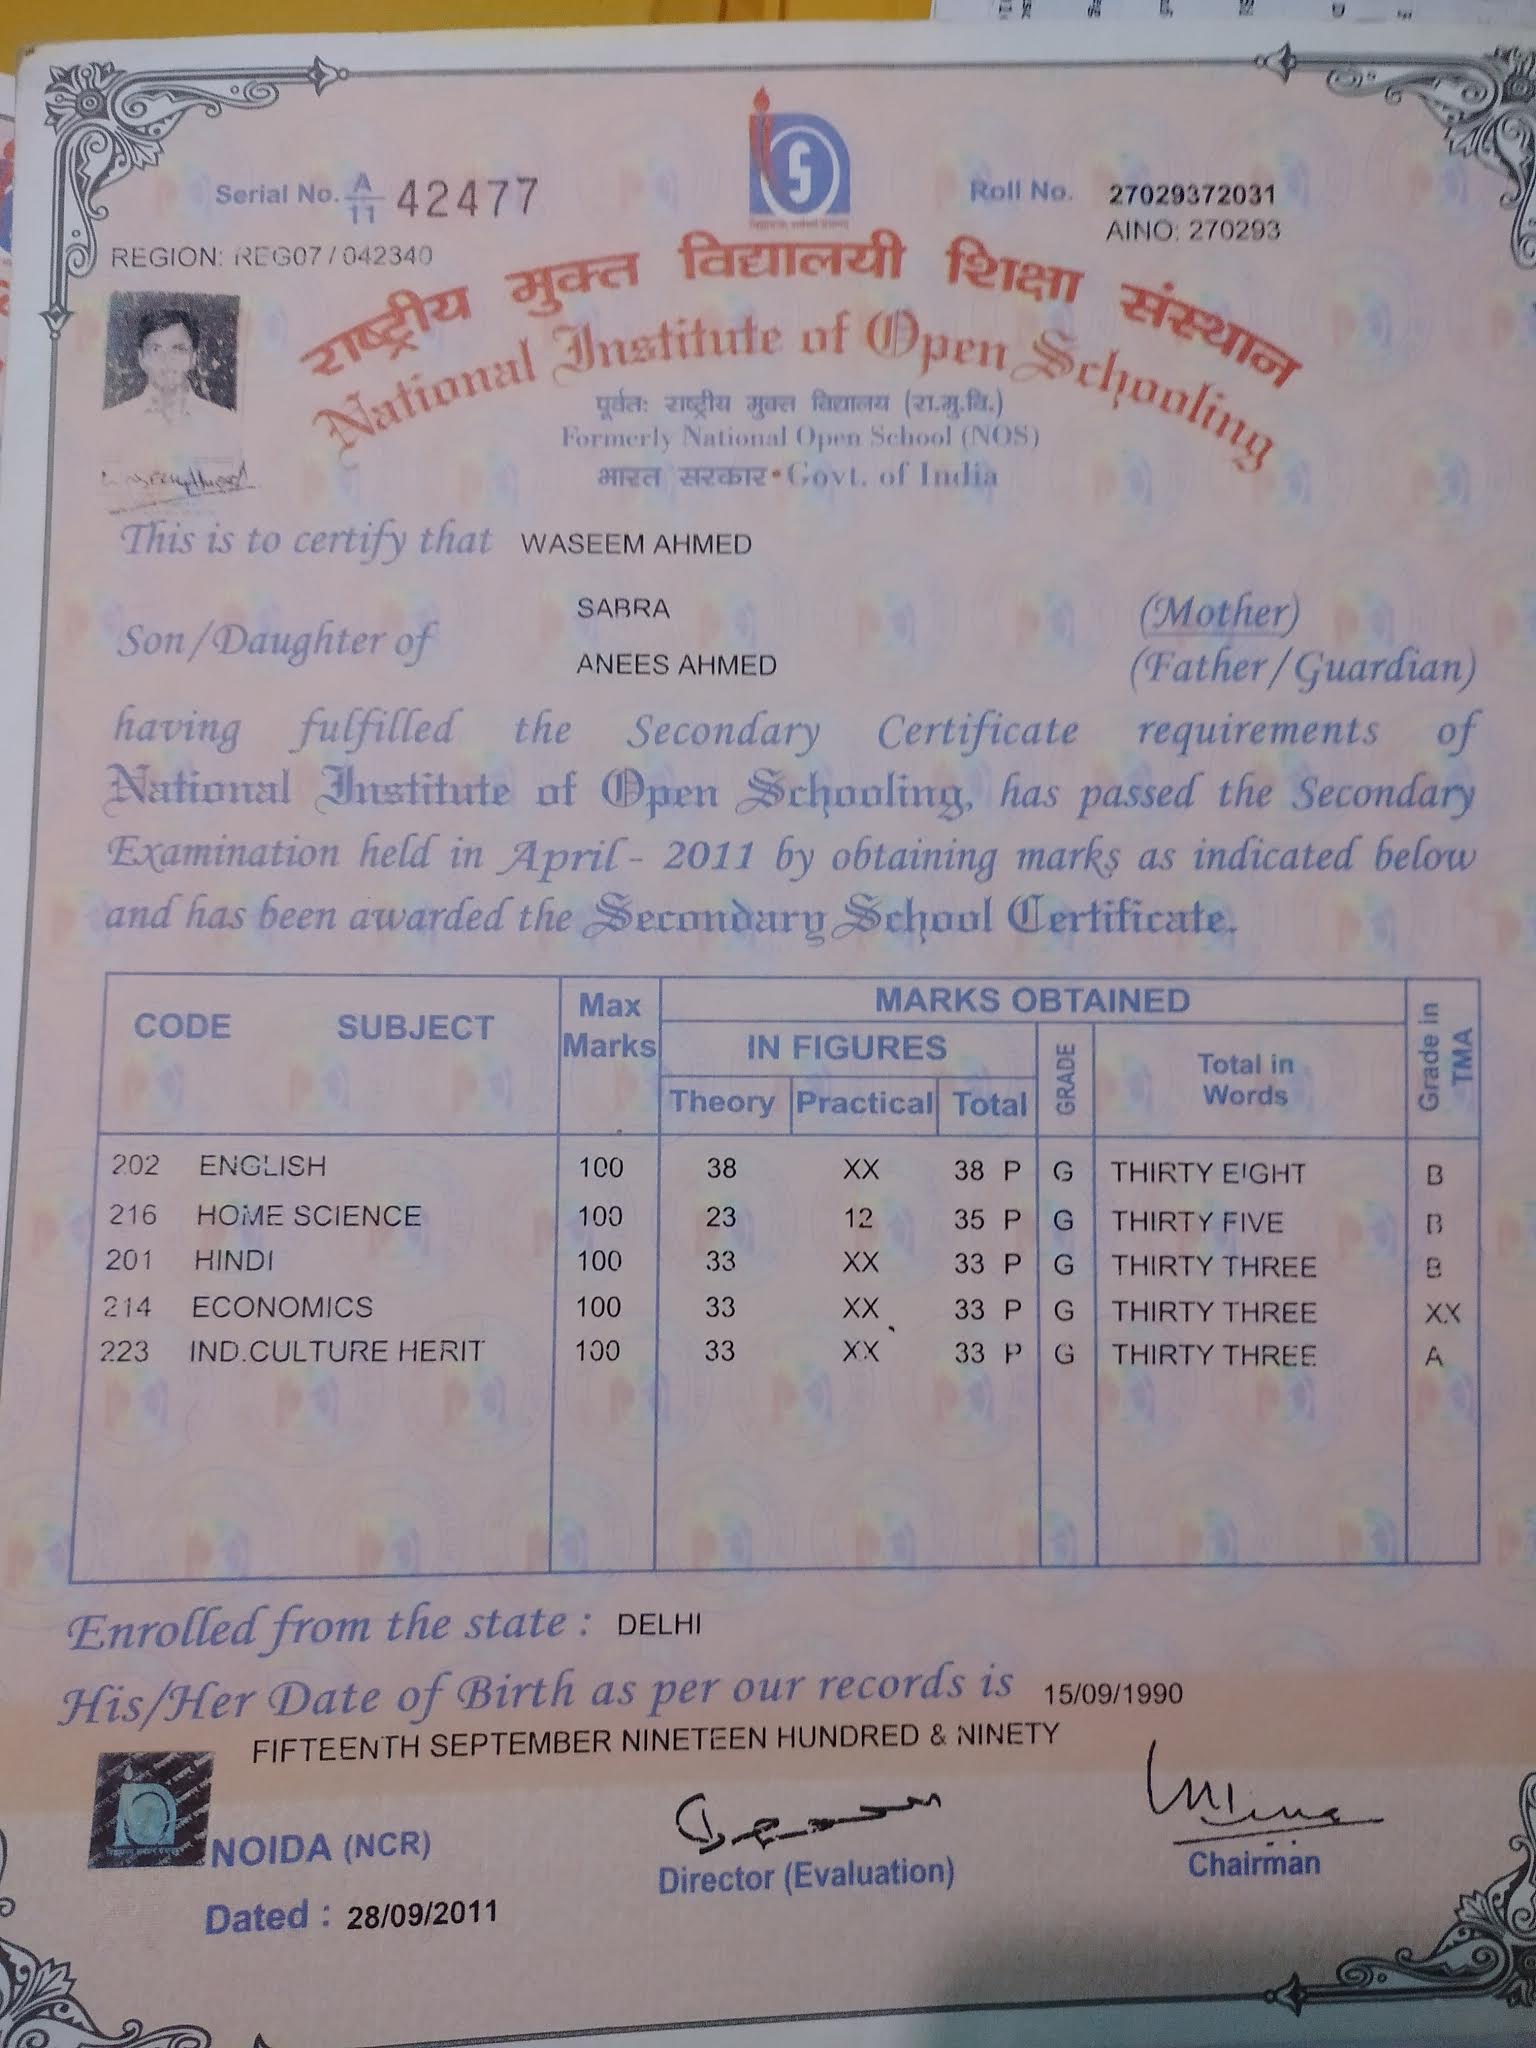 Serial No. A/11 42477
Roll No. 27029372031
AINO: 270293
REGION: REG07/042340
राष्ट्रीय मुक्त विद्यालयी शिक्षा संस्थान
National Institute of Open Schooling
पूर्वतः राष्ट्रीय मुक्त विद्यालय (रा.मु.वि.)
Formerly National Open School (NOS)
भारत सरकार • Govt. of India
This is to certify that WASEEM AHMED
SABRA (Mother)
Son/Daughter of
ANEES AHMED (Father/Guardian)
having fulfilled the Secondary Certificate requirements of
National Institute of Open Schooling, has passed the Secondary
Examination held in April - 2011 by obtaining marks as indicated below
and has been awarded the Secondary School Certificate.
CODE SUBJECT Max Marks MARKS OBTAINED Grade in TMA
IN FIGURES GRADE Total in Words
Theory Practical Total
202 ENGLISH 100 38 XX 38 P G THIRTY EIGHT B
216 HOME SCIENCE 100 23 12 35 P G THIRTY FIVE B
201 HINDI 100 33 XX 33 P G THIRTY THREE B
214 ECONOMICS 100 33 XX 33 P G THIRTY THREE XX
223 IND.CULTURE HERIT 100 33 XX 33 P G THIRTY THREE A
Enrolled from the state : DELHI
His/Her Date of Birth as per our records is 15/09/1990
FIFTEENTH SEPTEMBER NINETEEN HUNDRED & NINETY
NOIDA (NCR)
Director (Evaluation)
Chairman
Dated : 28/09/2011